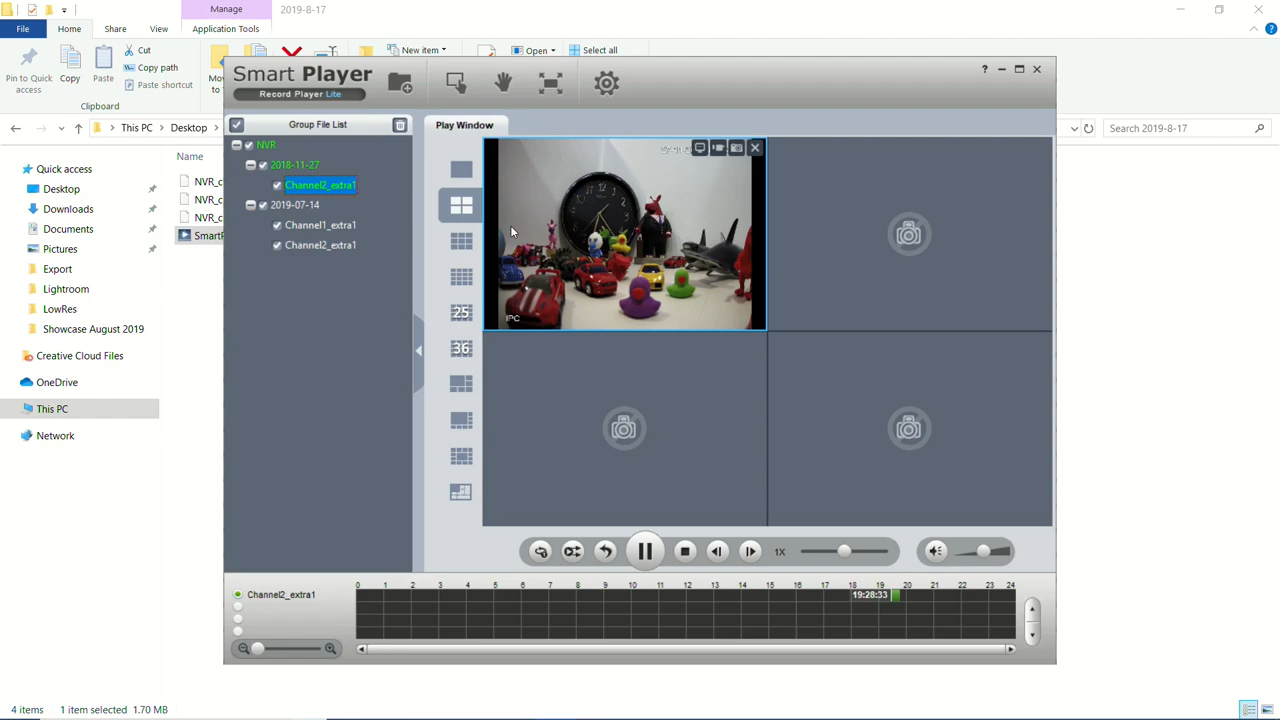 Manage
2019-8-17
File
Home
Share
View
Application Tools
Pin to Quick access
Copy
Paste
Cut
Copy path
Paste shortcut
Clipboard
New item
Open
Select all
This PC
Desktop
Search 2019-8-17
Quick access
Desktop
Downloads
Documents
Pictures
Export
Lightroom
LowRes
Showcase August 2019
Creative Cloud Files
OneDrive
This PC
Network
Name
NVR_c
NVR_c
NVR_c
Smart Player
Record Player Lite
?
Group File List
NVR
2018-11-27
Channel2_extra1
2019-07-14
Channel1_extra1
Channel2_extra1
Play Window
25
36
IPC
1X
0 1 2 3 4 5 6 7 8 9 10 11 12 13 14 15 16 17 18 19 20 21 22 23 24
Channel2_extra1
19:28:33
4 items
1 item selected 1.70 MB